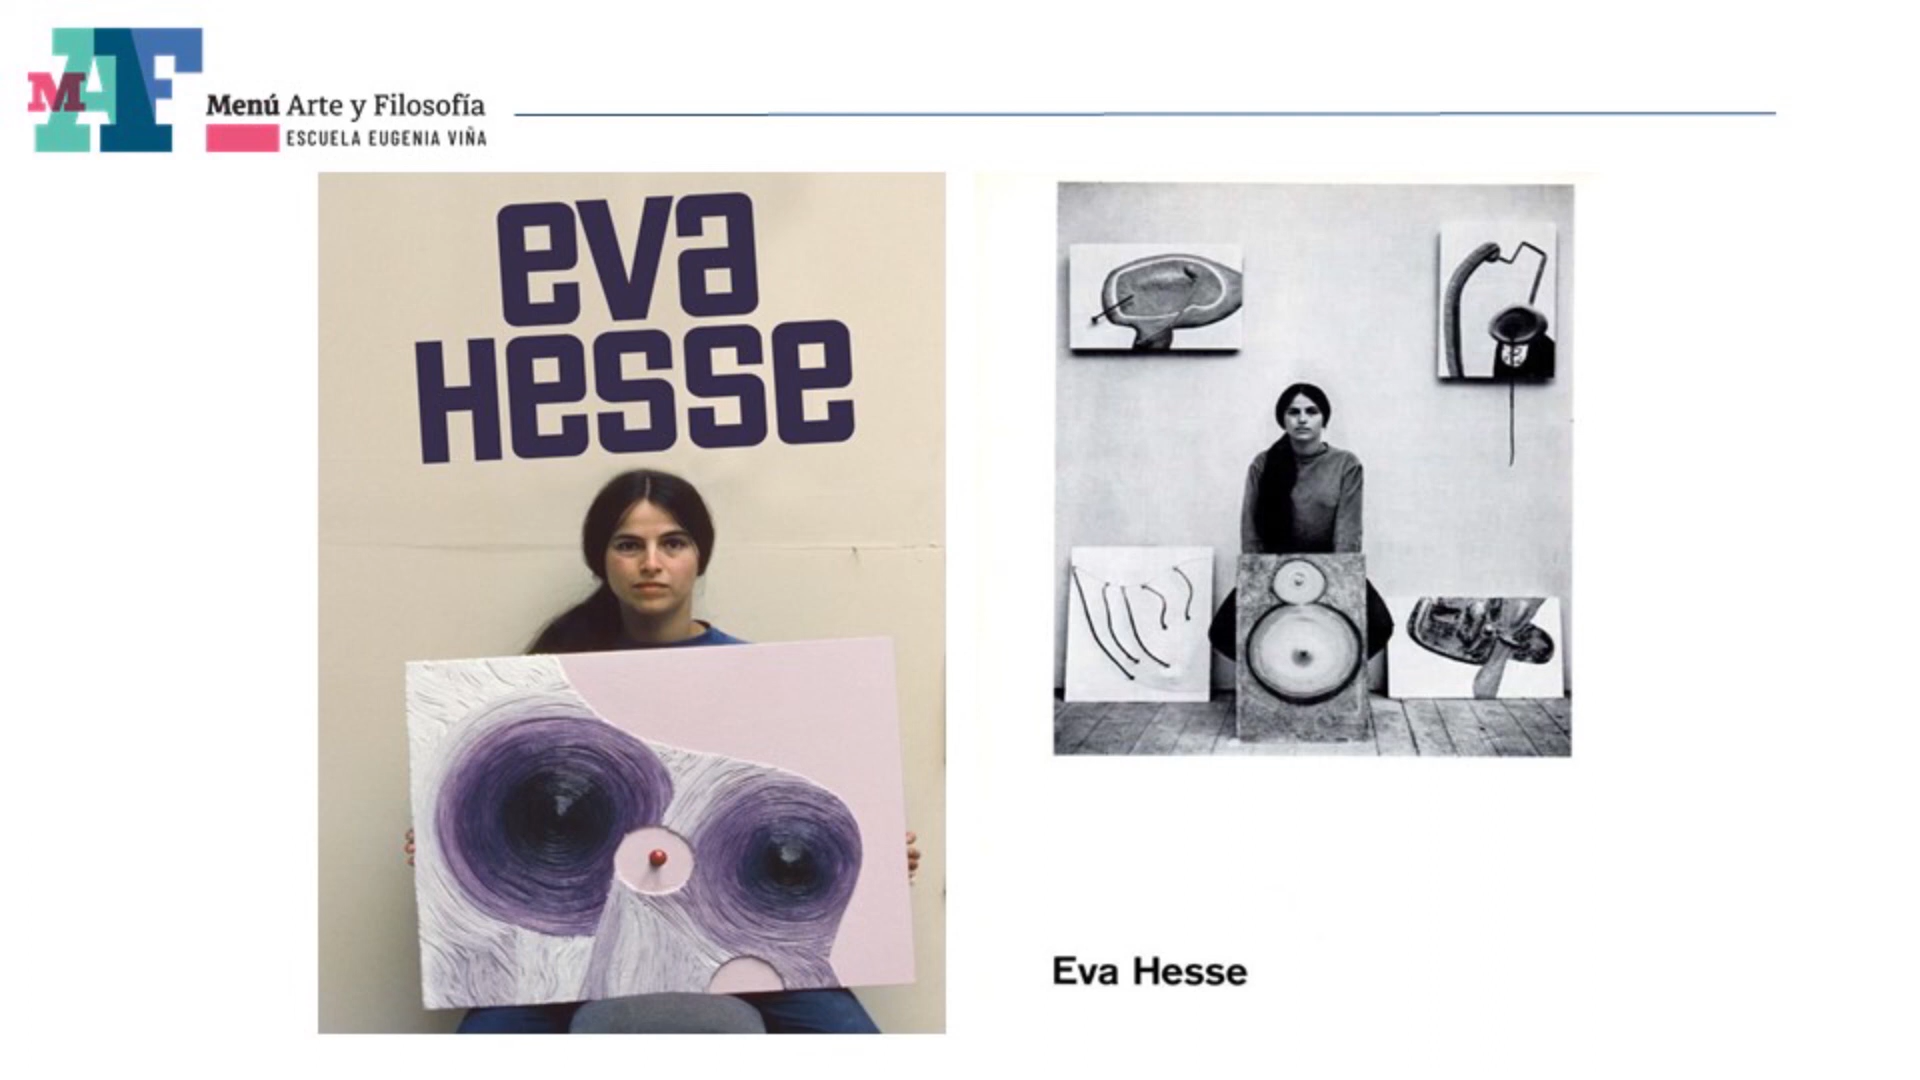 MAF
Menú Arte y Filosofía
ESCUELA EUGENIA VIÑA
eva
Hesse
Eva Hesse